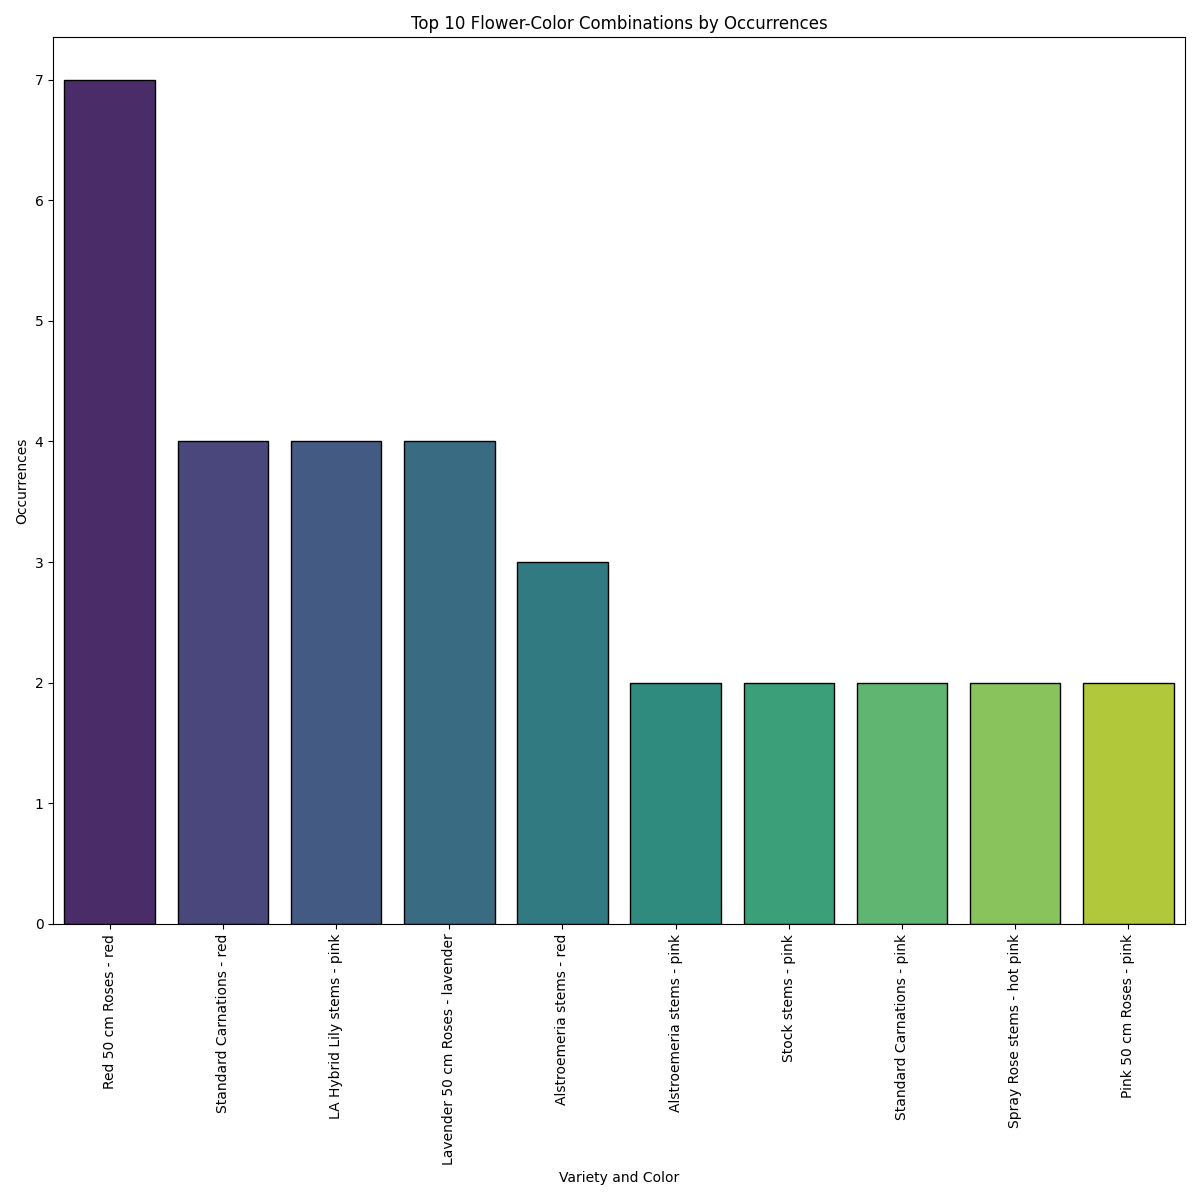 Top 10 Flower-Color Combinations by Occurrences
Occurrences
7
6
5
4
3
2
1
0
Red 50 cm Roses - red
Standard Carnations - red
LA Hybrid Lily stems - pink
Lavender 50 cm Roses - lavender
Alstroemeria stems - red
Alstroemeria stems - pink
Stock stems - pink
Standard Carnations - pink
Spray Rose stems - hot pink
Pink 50 cm Roses - pink
Variety and Color